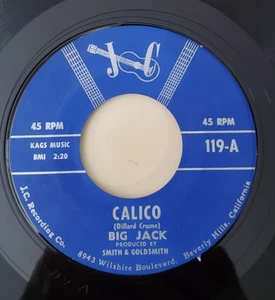 J C
45 RPM
45 RPM
KAGS MUSIC
BMI 2:20
119-A
CALICO
(Dillard Crume)
BIG JACK
PRODUCED BY
SMITH & GOLDSMITH
J.C. Recording Co.
8943 Wilshire Boulevard,
Beverly Hills, California